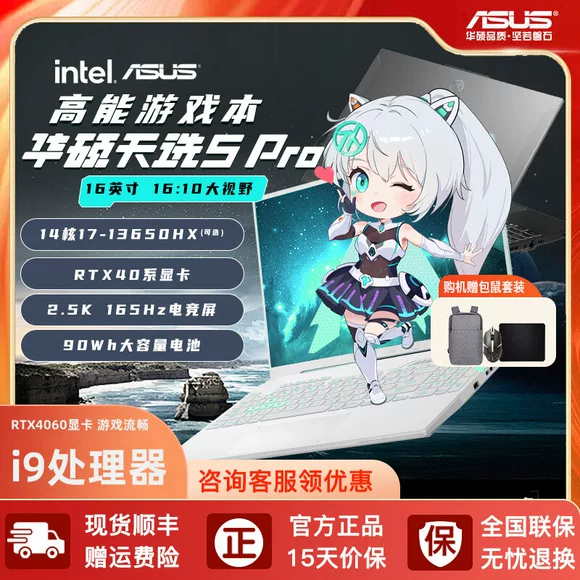 ASUS
华硕品质·坚若磐石
intel. ASUS
高能游戏本
华硕天选5 Pro
16英寸 16:10大视野
14核17-13650HX(可选)
RTX40系显卡
2.5K 165Hz电竞屏
90Wh大容量电池
购机赠包鼠套装
RTX4060显卡 游戏流畅
i9处理器
咨询客服领优惠
现货顺丰
赠运费险
正
官方正品
15天价保
保
全国联保
无忧退换